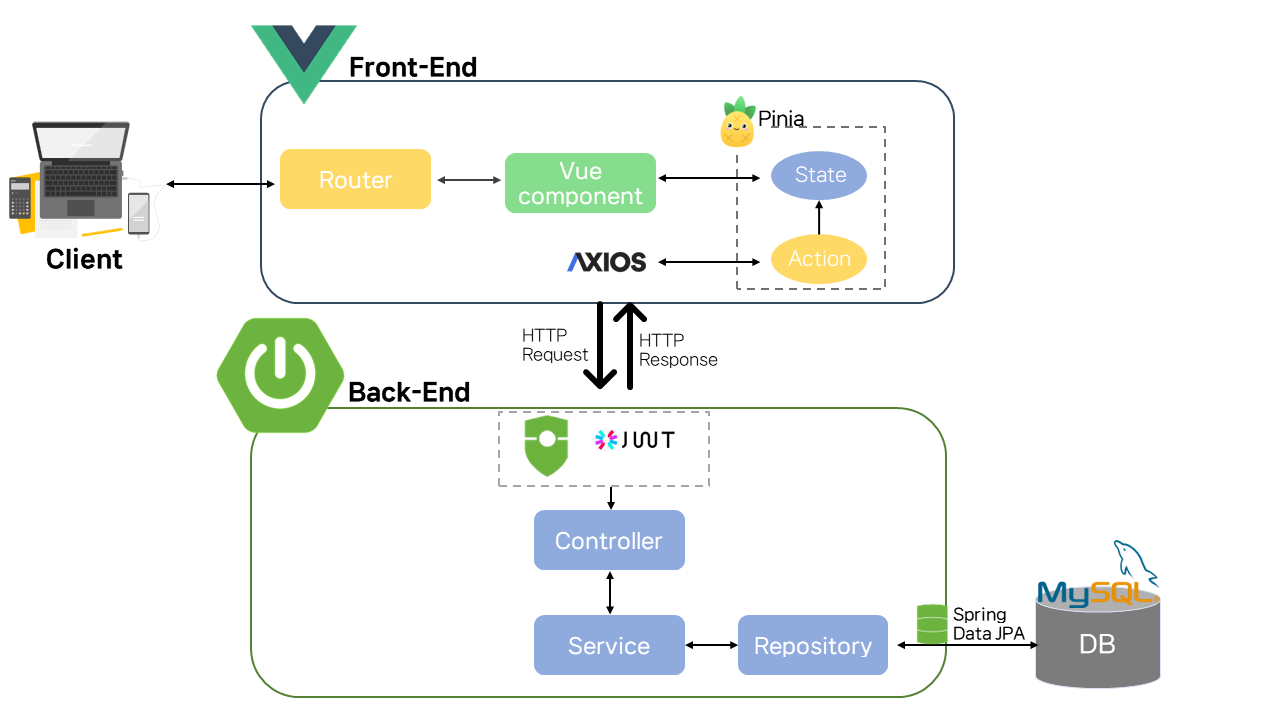 Front-End
Pinia
Router
Vue
component
State
Client
AXIOS
Action
HTTP
Request
HTTP
Response
Back-End
JWT
Controller
Service
Repository
Spring
Data JPA
MySQL
DB